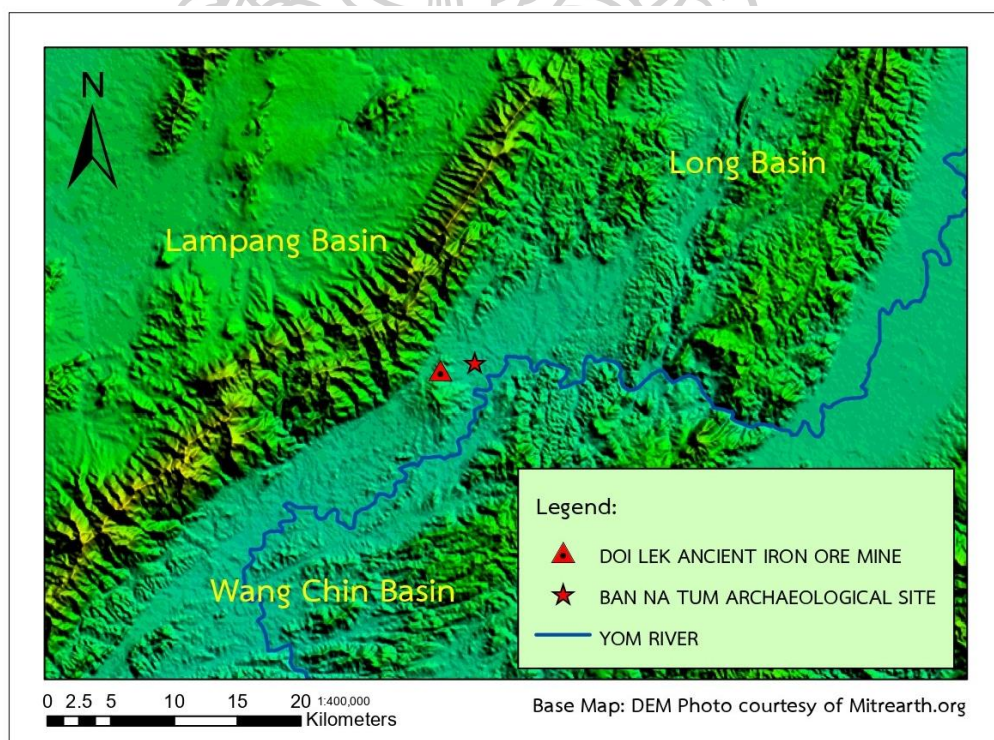 N
Long Basin
Lampang Basin
Wang Chin Basin
Legend:
DOI LEK ANCIENT IRON ORE MINE
BAN NA TUM ARCHAEOLOGICAL SITE
YOM RIVER
0 2.5 5 10 15 20 1:400,000
Kilometers
Base Map: DEM Photo courtesy of Mitrearth.org